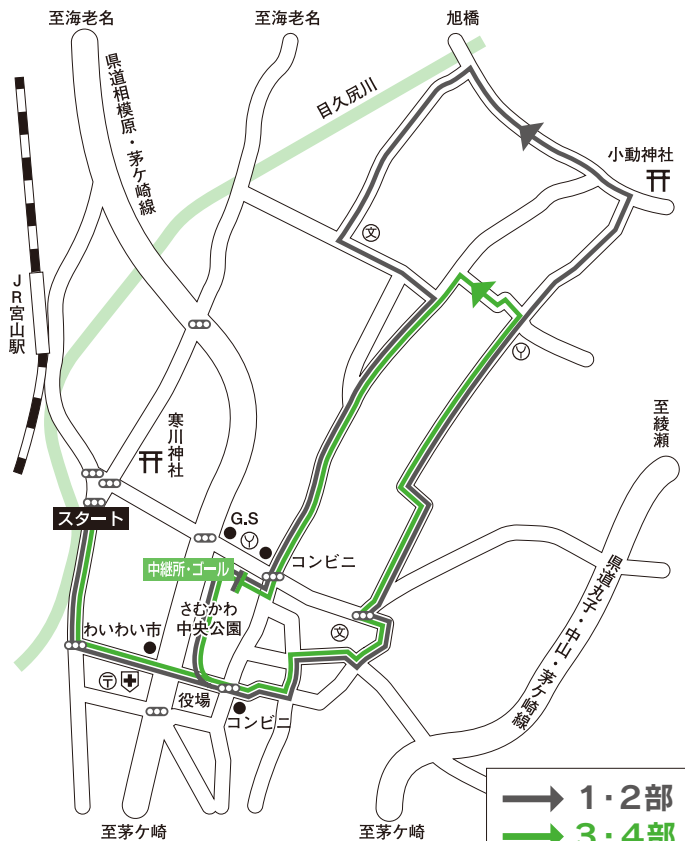 至海老名
至海老名
旭橋
県道相模原・茅ケ崎線
目久尻川
小動神社
文
JR宮山駅
至綾瀬
寒川神社
スタート
G.S
コンビニ
中継所・ゴール
さむかわ
中央公園
わいわい市
文
〒
役場
コンビニ
県道丸子・中山・茅ケ崎線
至茅ケ崎
至茅ケ崎
1・2部
3・4部